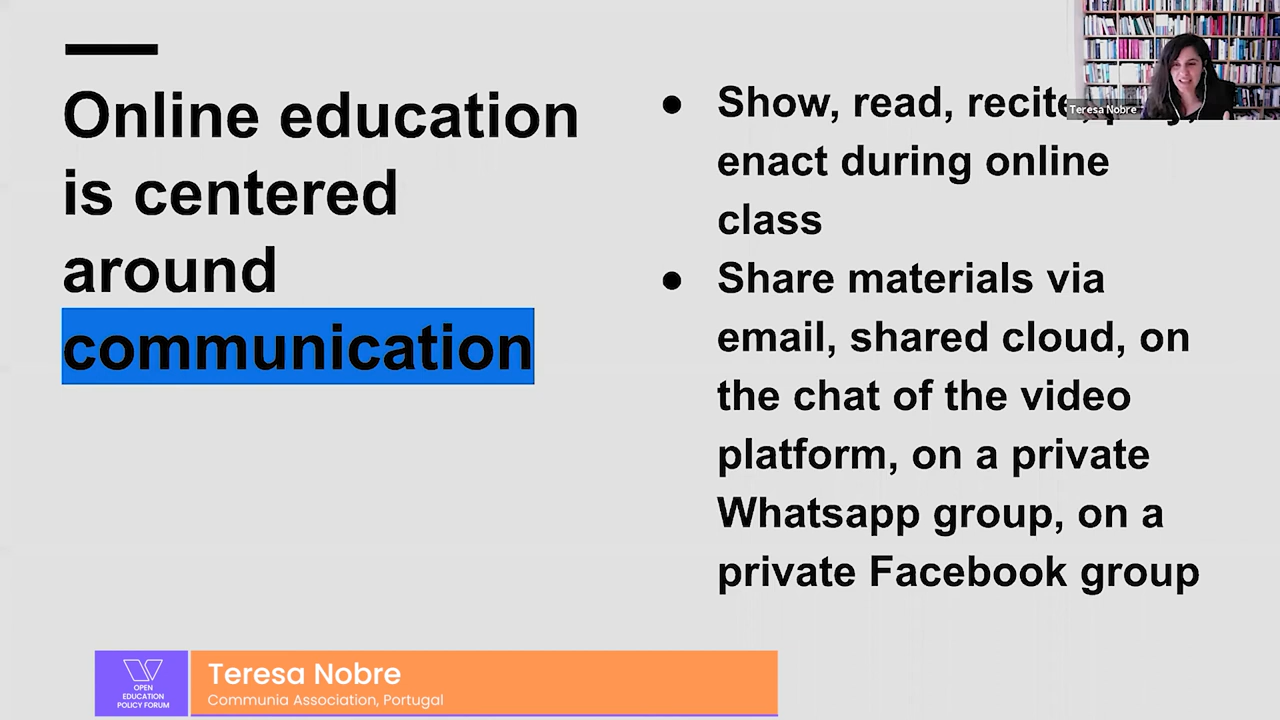 Online education
is centered
around
communication
● Show, read, recite,
enact during online
class
● Share materials via
email, shared cloud, on
the chat of the video
platform, on a private
Whatsapp group, on a
private Facebook group
Teresa Nobre
OPEN
EDUCATION
POLICY FORUM
Teresa Nobre
Communia Association, Portugal